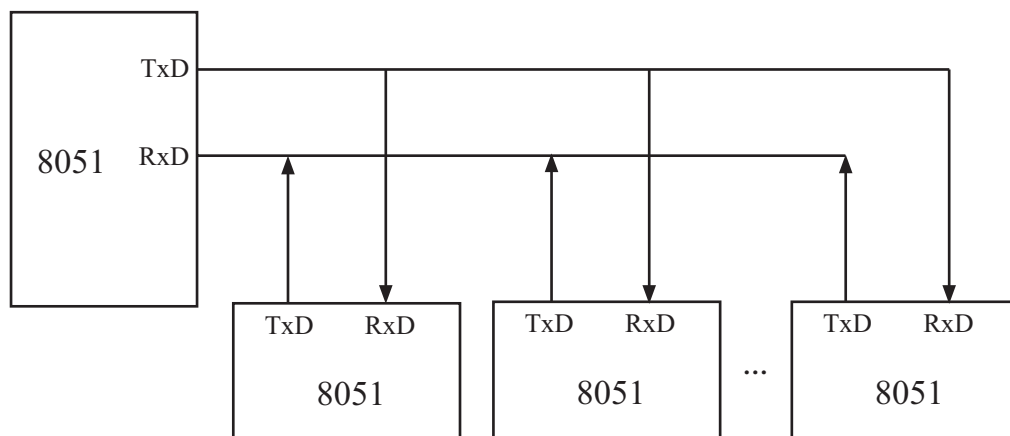 TxD
8051 RxD
TxD RxD TxD RxD TxD RxD
8051 8051 ... 8051